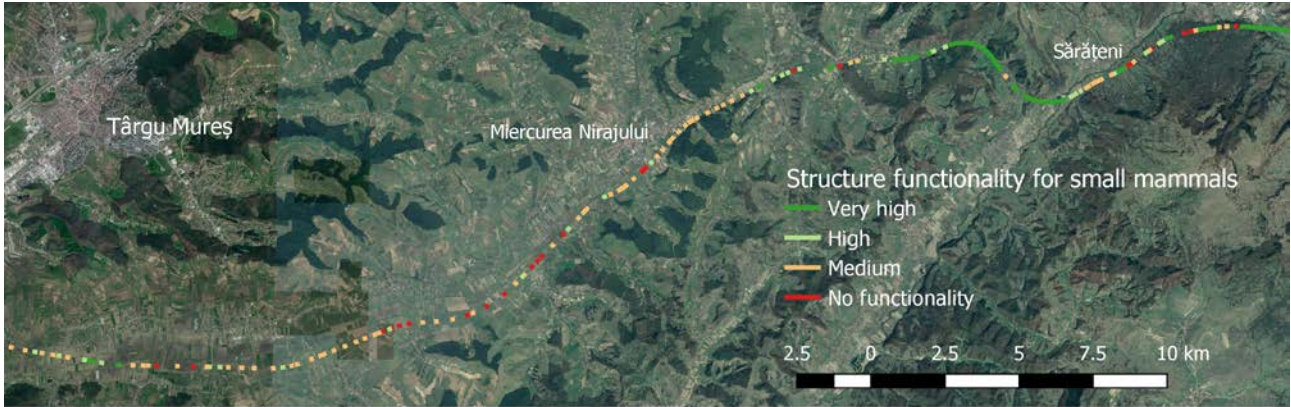 Sărățeni
Târgu Mureș
Miercurea Nirajului
Structure functionality for small mammals
Very high
High
Medium
No functionality
2.5 0 2.5 5 7.5 10 km